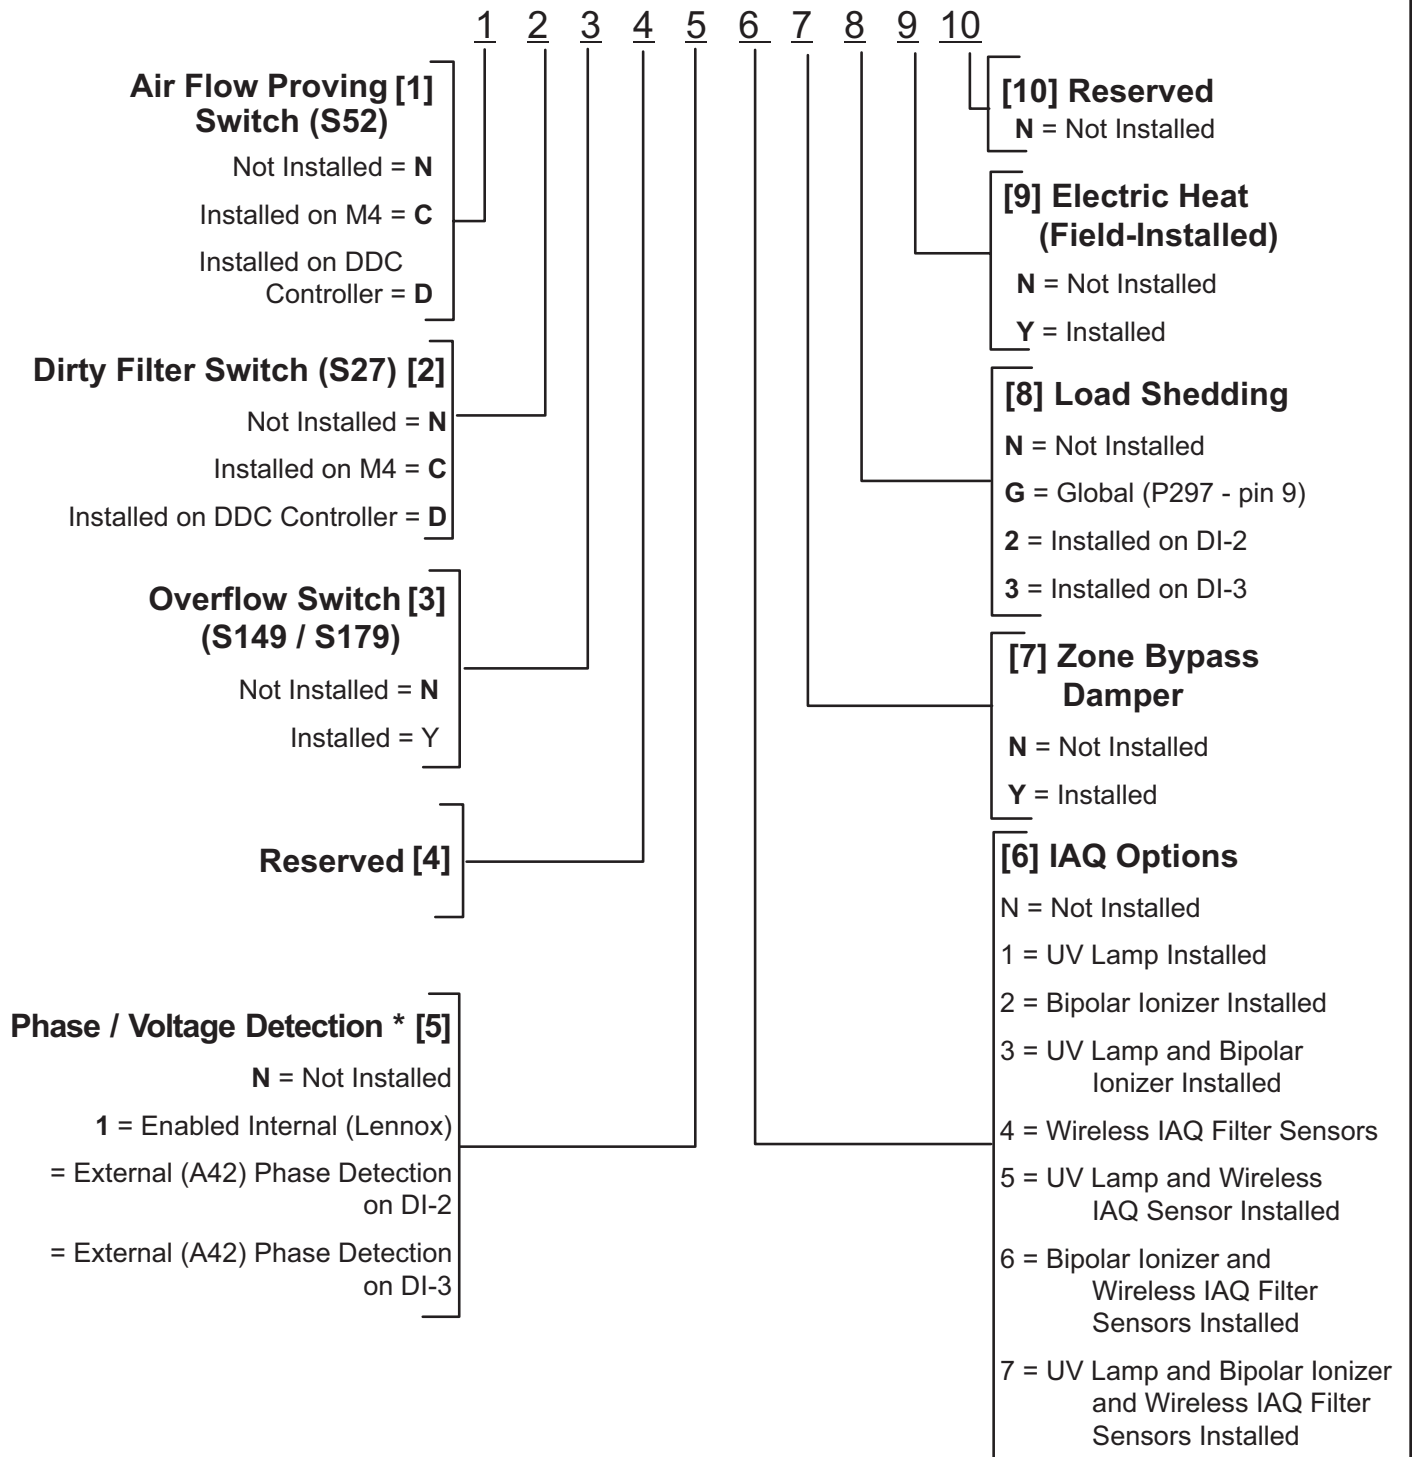 1 2 3 4 5 6 7 8 9 10
Air Flow Proving [1]
Switch (S52)
Not Installed = N
Installed on M4 = C
Installed on DDC
Controller = D
Dirty Filter Switch (S27) [2]
Not Installed = N
Installed on M4 = C
Installed on DDC Controller = D
Overflow Switch [3]
(S149 / S179)
Not Installed = N
Installed = Y
Reserved [4]
Phase / Voltage Detection * [5]
N = Not Installed
1 = Enabled Internal (Lennox)
= External (A42) Phase Detection
on DI-2
= External (A42) Phase Detection
on DI-3
[10] Reserved
N = Not Installed
[9] Electric Heat
(Field-Installed)
N = Not Installed
Y = Installed
[8] Load Shedding
N = Not Installed
G = Global (P297 - pin 9)
2 = Installed on DI-2
3 = Installed on DI-3
[7] Zone Bypass
Damper
N = Not Installed
Y = Installed
[6] IAQ Options
N = Not Installed
1 = UV Lamp Installed
2 = Bipolar Ionizer Installed
3 = UV Lamp and Bipolar
Ionizer Installed
4 = Wireless IAQ Filter Sensors
5 = UV Lamp and Wireless
IAQ Sensor Installed
6 = Bipolar Ionizer and
Wireless IAQ Filter
Sensors Installed
7 = UV Lamp and Bipolar Ionizer
and Wireless IAQ Filter
Sensors Installed